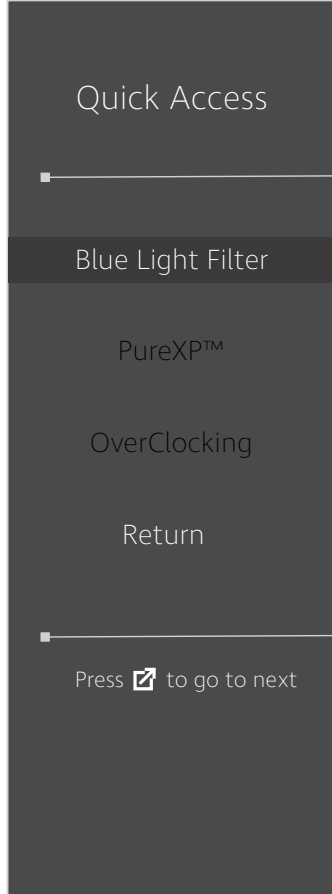 Quick Access
Blue Light Filter
PureXP™
OverClocking
Return
Press to go to next